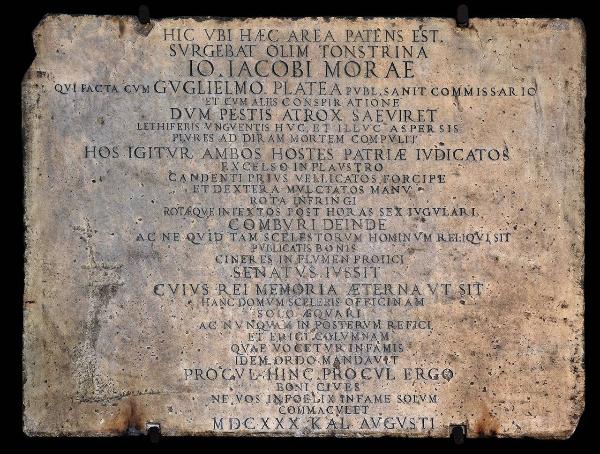 HIC VBI HÆC AREA PATENS EST
SVRGEBAT OLIM TONSTRINA
IO. IACOBI MORAE
QVI FACTA CVM GVGLIELMO PLATEA PVBL. SANIT COMMISSARIO
ET CVM ALIIS CONSPIRATIONE
DVM PESTIS ATROX SAEVIRET
LETHIFERIS VNGVENTIS HVC ET ILLVC ASPERSIS
PLVRES AD DIRAM MORTEM COMPVLIT
HOS IGITVR AMBOS HOSTES PATRIÆ IVDICATOS
EXCELSO IN PLAVSTRO
CANDENTI PRIVS VELLICATOS FORCIPE
ET DEXTERA MVLCTATOS MANV
ROTA INFRINGI
ROTÆQVE INTEXTOS POST HORAS SEX IVGVLARI
COMBVRI DEINDE
AC NE QVID TAM SCELESTORVM HOMINVM RELIQVI SIT
PVBLICATIS BONIS
CINERES IN FLVMEN PROIICI
SENATVS IVSSIT
CVIVS REI MEMORIA ÆTERNA VT SIT
HANC DOMVM SCELERIS OFFICINAM
SOLO ÆQVARI
AC NVNQVAM IN POSTERVM REFICI
ET ERIGI COLVMNAM
QVAE VOCETVR INFAMIS
IDEM ORDO MANDAVIT
PROCVL HINC PROCVL ERGO
BONI CIVES
NE VOS INFOELIX INFAME SOLVM
COMMACVLET
MDCXXX KAL AVGVSTI